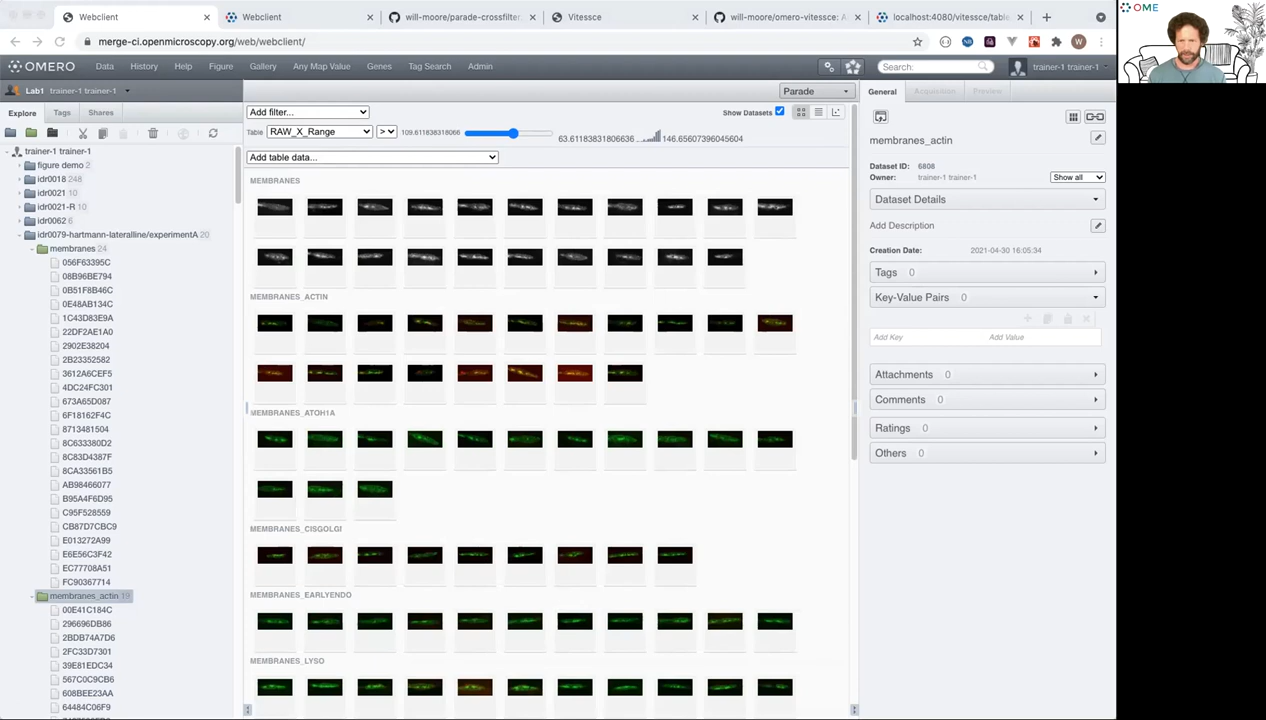 Webclient
Webclient
will-moore/parade-crossfilter
Vitessce
will-moore/omero-vitessce: A
localhost:4080/vitessce/table
merge-ci.openmicroscopy.org/web/webclient/
W
OME
OMERO
Data
History
Help
Figure
Gallery
Any Map Value
Genes
Tag Search
Admin
Search:
trainer-1 trainer-1
Lab1 trainer-1 trainer-1
Parade
General
Acquisition
Preview
Explore
Tags
Shares
trainer-1 trainer-1
figure demo 2
idr0018 248
idr0021 10
idr0021-R 10
idr0062 6
idr0079-hartmann-lateralline/experimentA 20
membranes 24
056F63395C
08B96BE794
0B51F8B46C
0E48AB134C
1C43D83E9A
22DF2AE1A0
2902E38204
2B23352582
3612A6CEF5
4DC24FC301
673A65D087
6F18162F4C
8713481504
8C633380D2
8C83D4387F
8CA33561B5
AB98466077
B95A4F6D95
C95F528559
CB87D7CBC9
E013272A99
E6E56C3F42
EC77708A51
FC90367714
membranes_actin 19
00E41C184C
296696DB86
2BDB74A7D6
2FC33D7301
39E81EDC34
567C0C9CB6
608BEE23AA
64484C06F9
Add filter...
Show Datasets
Table RAW_X_Range > 109.611838318066
63.61183831806636 146.65607396045604
Add table data...
MEMBRANES
MEMBRANES_ACTIN
MEMBRANES_ATOH1A
MEMBRANES_CISGOLGI
MEMBRANES_EARLYENDO
MEMBRANES_LYSO
membranes_actin
Dataset ID: 6808
Owner: trainer-1 trainer-1
Show all
Dataset Details
Add Description
Creation Date: 2021-04-30 16:05:34
Tags 0
Key-Value Pairs 0
Add Key
Add Value
Attachments 0
Comments 0
Ratings 0
Others 0